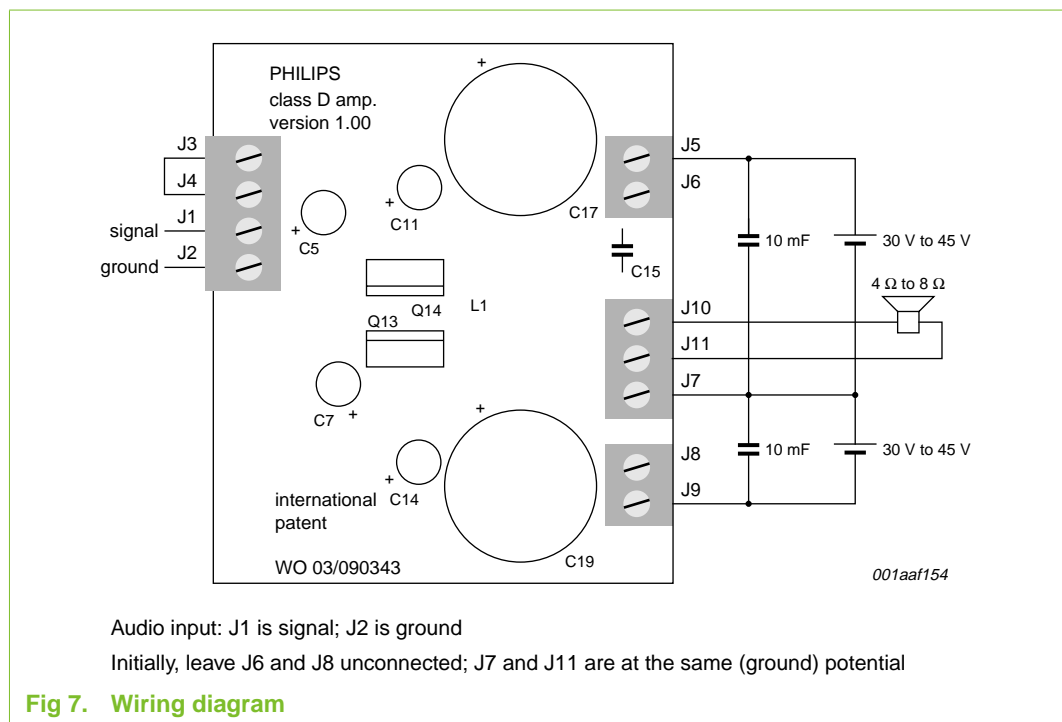 PHILIPS
class D amp.
version 1.00
J3
J4
signal J1
ground J2
+
C5
+
C11
+
C17
C15
Q14
Q13
L1
C7
+
+
C14
+
C19
international
patent
WO 03/090343
J5
J6
10 mF
30 V to 45 V
4 Ω to 8 Ω
J10
J11
J7
J8
10 mF
30 V to 45 V
J9
001aaf154
Audio input: J1 is signal; J2 is ground
Initially, leave J6 and J8 unconnected; J7 and J11 are at the same (ground) potential
Fig 7. Wiring diagram